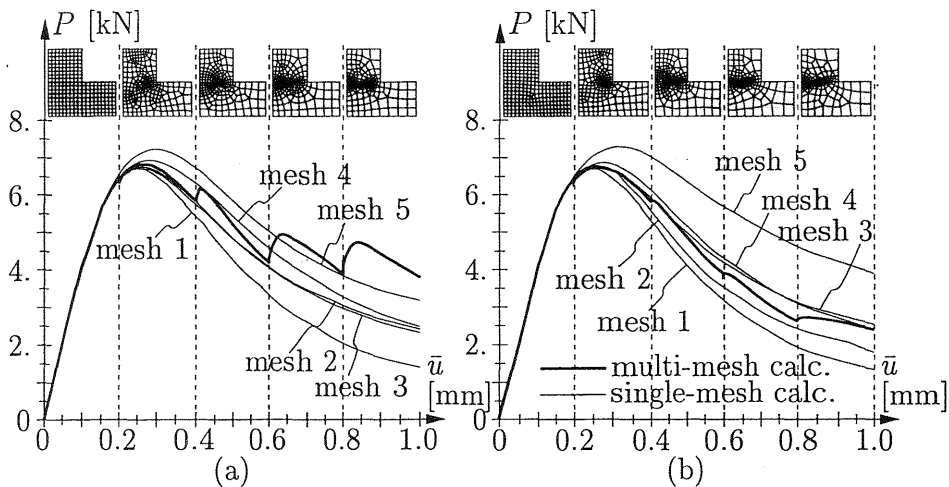 P [kN]
8.
6.
4.
2.
0
mesh 4
mesh 5
mesh 1
mesh 2
mesh 3
ū
[mm]
0 0.2 0.4 0.6 0.8 1.0
(a)
P [kN]
8.
6.
4.
2.
0
mesh 5
mesh 4
mesh 3
mesh 2
mesh 1
ū
multi-mesh calc.
[mm]
single-mesh calc.
0 0.2 0.4 0.6 0.8 1.0
(b)